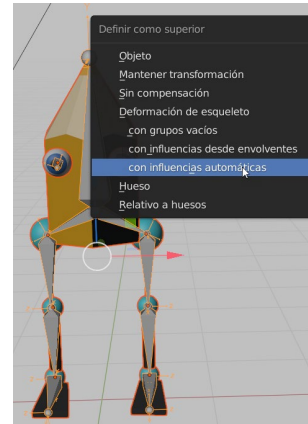 Definir como superior
Objeto
Mantener transformación
Sin compensación
Deformación de esqueleto
con grupos vacíos
con influencias desde envolventes
con influencias automáticas
Hueso
Relativo a huesos